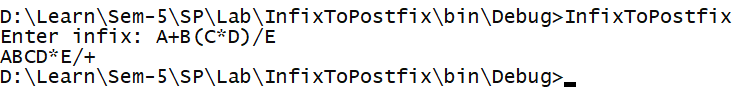 D:\Learn\Sem-5\SP\Lab\InfixToPostfix\bin\Debug>InfixToPostfix
Enter infix: A+B(C*D)/E
ABCD*E/+
D:\Learn\Sem-5\SP\Lab\InfixToPostfix\bin\Debug>_